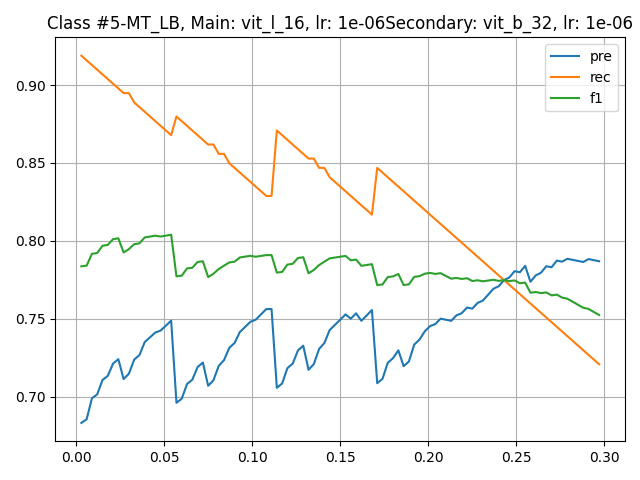 Class #5-MT_LB, Main: vit_l_16, lr: 1e-06Secondary: vit_b_32, lr: 1e-06
pre
rec
f1
0.90
0.85
0.80
0.75
0.70
0.00 0.05 0.10 0.15 0.20 0.25 0.30